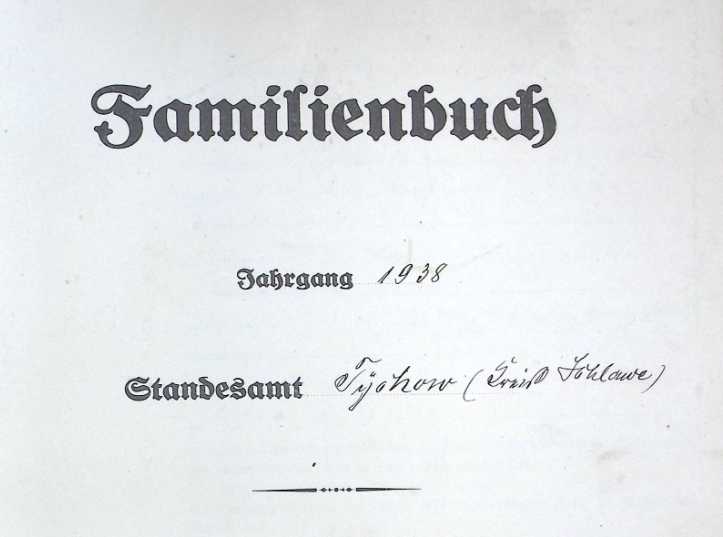 Familienbuch
Jahrgang 1938
Standesamt Tychow (Kreis Schlawe)